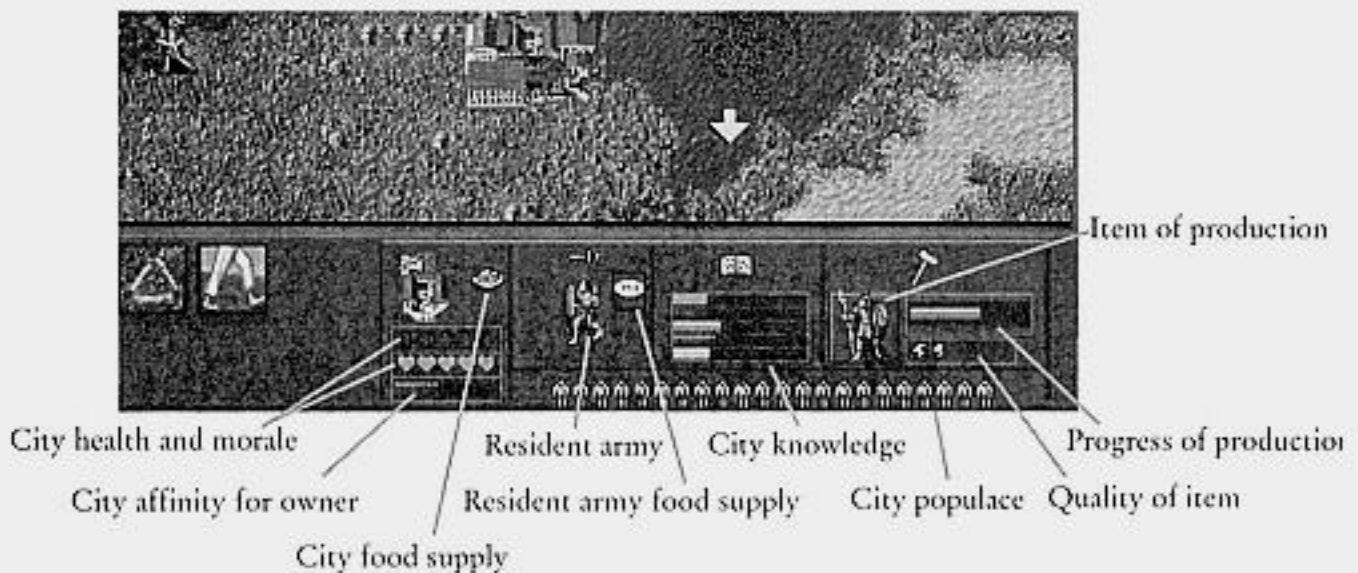 Item of production
City health and morale
Resident army
City knowledge
Progress of production
City affinity for owner
Resident army food supply
City populace
Quality of item
City food supply